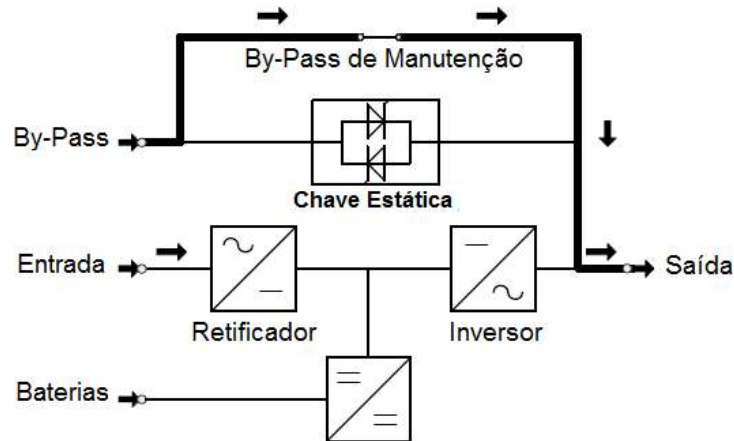 By-Pass de Manutenção
By-Pass
Chave Estática
Entrada
Saída
Retificador
Inversor
Baterias